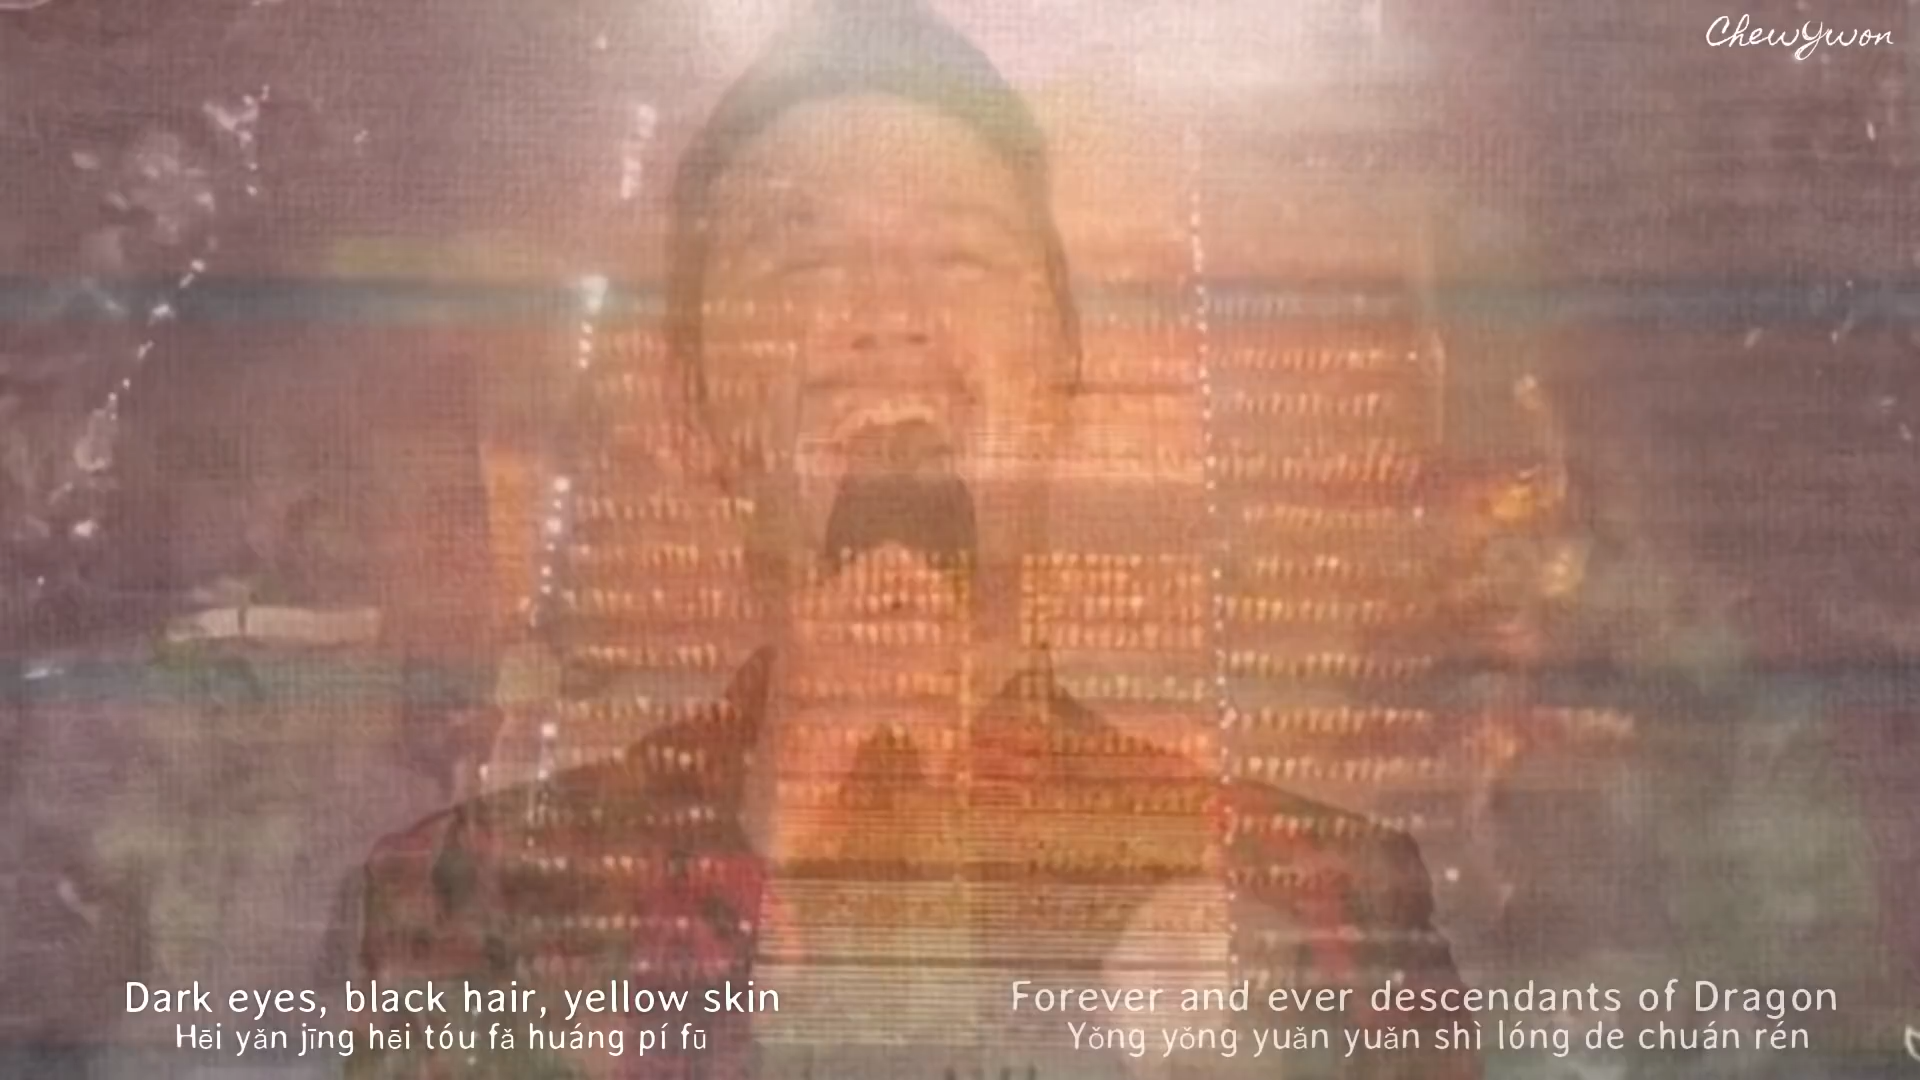 ChewYwon
Dark eyes, black hair, yellow skin
Hēi yǎn jīng hēi tóu fǎ huáng pí fū
Forever and ever descendants of Dragon
Yǒng yǒng yuǎn yuǎn shì lóng de chuán rén